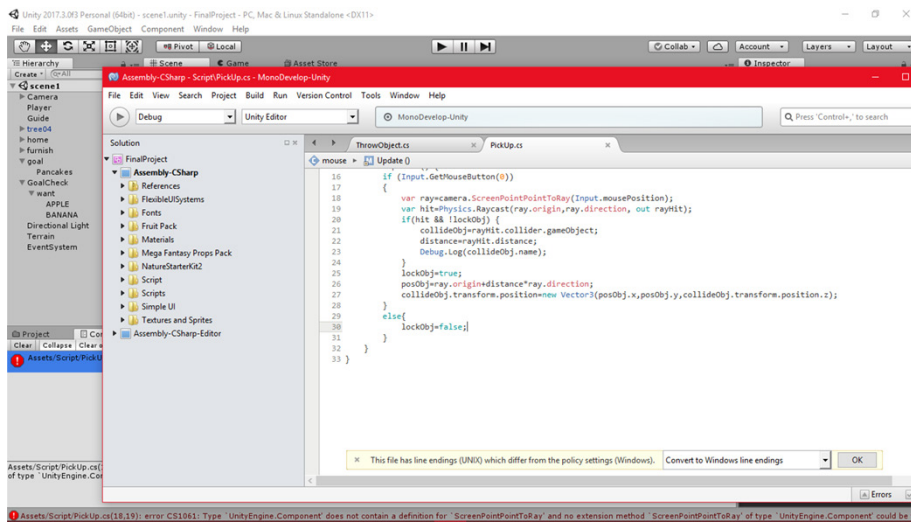 Unity 2017.3.0f3 Personal (64bit) - scene1.unity - FinalProject - PC, Mac & Linux Standalone <DX11>
File Edit Assets GameObject Component Window Help
Pivot Local Collab Account Layers Layout
Hierarchy # Scene Game Asset Store Inspector
Create All
scene1
Camera
Player
Guide
tree04
home
furnish
goal
Pancakes
GoalCheck
want
APPLE
BANANA
Directional Light
Terrain
EventSystem
Assembly-CSharp - Script\PickUp.cs - MonoDevelop-Unity
File Edit View Search Project Build Run Version Control Tools Window Help
Debug Unity Editor MonoDevelop-Unity Press 'Control+,' to search
Solution
FinalProject
Assembly-CSharp
References
FlexibleUISystems
Fonts
Fruit Pack
Materials
Mega Fantasy Props Pack
NatureStarterKit2
Script
Scripts
Simple UI
Textures and Sprites
Assembly-CSharp-Editor
ThrowObject.cs × PickUp.cs ×
mouse ▸ Update ()
16 if (Input.GetMouseButton(0))
17 {
18 var ray=camera.ScreenPointPointToRay(Input.mousePosition);
19 var hit=Physics.Raycast(ray.origin,ray.direction, out rayHit);
20 if(hit && !lockObj) {
21 collideObj=rayHit.collider.gameObject;
22 distance=rayHit.distance;
23 Debug.Log(collideObj.name);
24 }
25 lockObj=true;
26 posObj=ray.origin+distance*ray.direction;
27 collideObj.transform.position=new Vector3(posObj.x,posObj.y,collideObj.transform.position.z);
28 }
29 else{
30 lockObj=false;
31 }
32 }
33 }
Project Co
Clear Collapse Clear
Assets/Script/PickU
Assets/Script/PickUp.cs(
of type `UnityEngine.Co
This file has line endings (UNIX) which differ from the policy settings (Windows). Convert to Windows line endings OK
Errors
Assets/Script/PickUp.cs(18,19): error CS1061: Type `UnityEngine.Component' does not contain a definition for `ScreenPointPointToRay' and no extension method `ScreenPointPointToRay' of type `UnityEngine.Component' could be